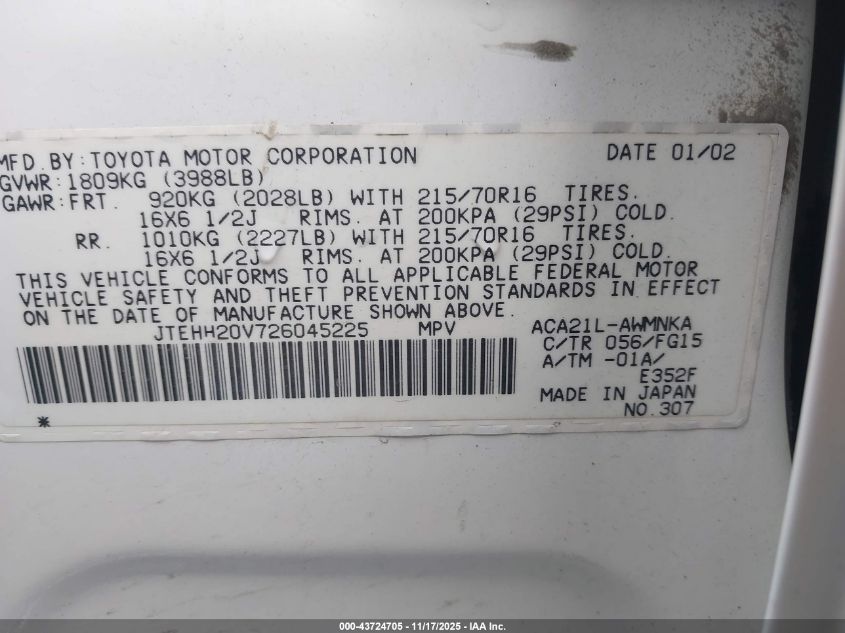 MFD. BY: TOYOTA MOTOR CORPORATION DATE 01/02
GVWR: 1809KG (3988LB)
GAWR: FRT. 920KG (2028LB) WITH 215/70R16 TIRES.
16X6 1/2J RIMS. AT 200KPA (29PSI) COLD.
RR. 1010KG (2227LB) WITH 215/70R16 TIRES.
16X6 1/2J RIMS. AT 200KPA (29PSI) COLD.
THIS VEHICLE CONFORMS TO ALL APPLICABLE FEDERAL MOTOR
VEHICLE SAFETY AND THEFT PREVENTION STANDARDS IN EFFECT
ON THE DATE OF MANUFACTURE SHOWN ABOVE.
JTEHH20V726045225 MPV ACA21L-AWMNKA
C/TR 056/FG15
A/TM -01A/
E352F
MADE IN JAPAN
NO.307
*
000-43724705 - 11/17/2025 - IAA Inc.